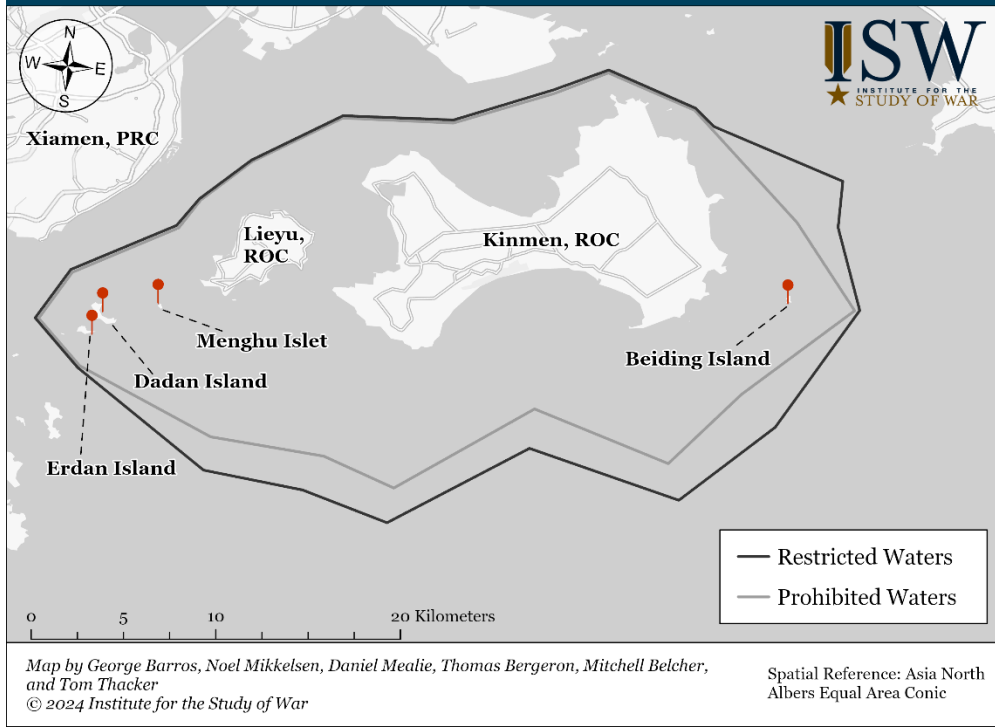 N
W
E
S
ISW
INSTITUTE FOR THE
STUDY OF WAR
Xiamen, PRC
Lieyu,
ROC
Kinmen, ROC
Menghu Islet
Beiding Island
Dadan Island
Erdan Island
Restricted Waters
Prohibited Waters
0 5 10 20 Kilometers
Map by George Barros, Noel Mikkelsen, Daniel Mealie, Thomas Bergeron, Mitchell Belcher,
and Tom Thacker
© 2024 Institute for the Study of War
Spatial Reference: Asia North
Albers Equal Area Conic